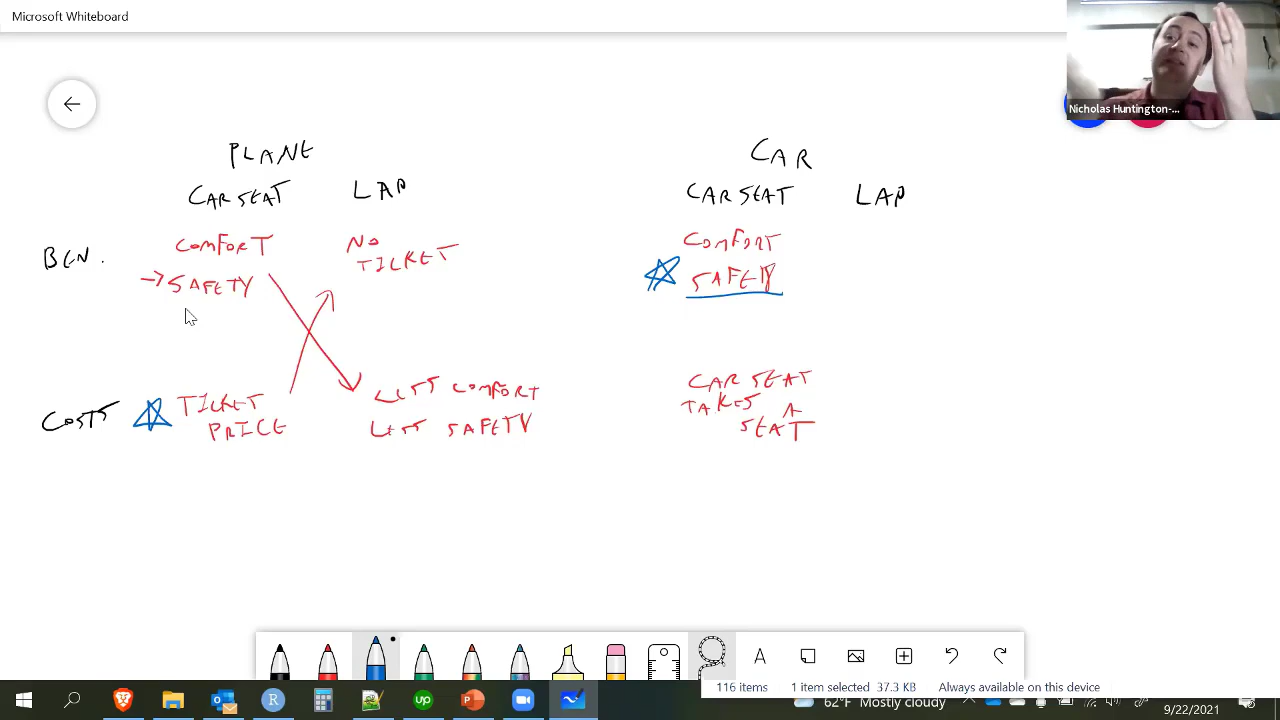 Microsoft Whiteboard
Nicholas Huntington-...
PLANE
CAR
CAR SEAT
LAP
CAR SEAT
LAP
BEN.
COMFORT
NO
TICKET
COMFORT
→ SAFETY
SAFETY
COSTS
TICKET
PRICE
LESS COMFORT
LESS SAFETY
CAR SEAT
TAKES A
SEAT
A
116 items
1 item selected 37.3 KB
Always available on this device
R
up
P
62°F Mostly cloudy
9/22/2021